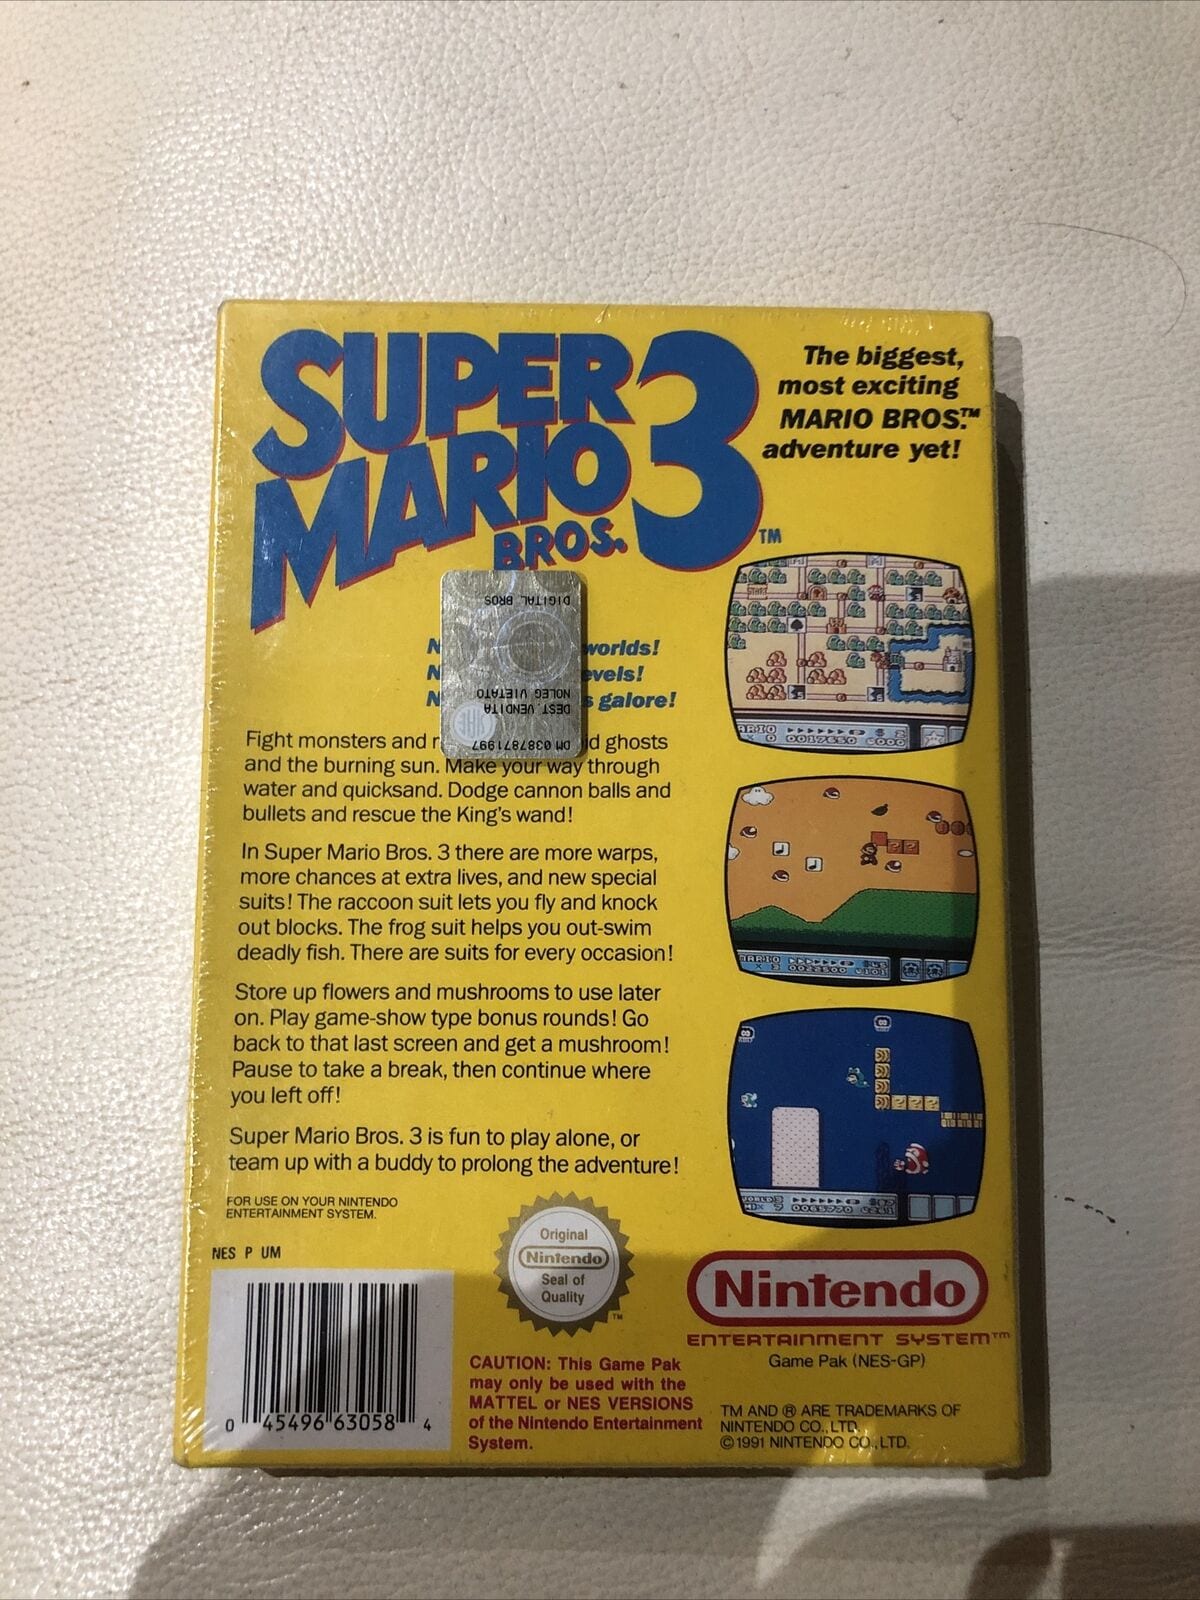 SUPER
MARIO
BROS. 3™
The biggest,
most exciting
MARIO BROS.™
adventure yet!
DIGITAL BROS
worlds!
galore!
DEST. VENDITA
NOLEG VIETATO
DM 0387871997
Fight monsters and ghosts
and the burning sun. Make your way through
water and quicksand. Dodge cannon balls and
bullets and rescue the King's wand!
In Super Mario Bros. 3 there are more warps,
more chances at extra lives, and new special
suits! The raccoon suit lets you fly and knock
out blocks. The frog suit helps you out-swim
deadly fish. There are suits for every occasion!
Store up flowers and mushrooms to use later
on. Play game-show type bonus rounds! Go
back to that last screen and get a mushroom!
Pause to take a break, then continue where
you left off!
Super Mario Bros. 3 is fun to play alone, or
team up with a buddy to prolong the adventure!
FOR USE ON YOUR NINTENDO
ENTERTAINMENT SYSTEM.
NES P UM
0 45496 63058 4
Original
Nintendo
Seal of
Quality
™
CAUTION: This Game Pak
may only be used with the
MATTEL or NES VERSIONS
of the Nintendo Entertainment
System.
START
0017650
MARIO
0022500
0065770
Nintendo
ENTERTAINMENT SYSTEM™
Game Pak (NES-GP)
TM AND ® ARE TRADEMARKS OF
NINTENDO CO., LTD.
©1991 NINTENDO CO., LTD.